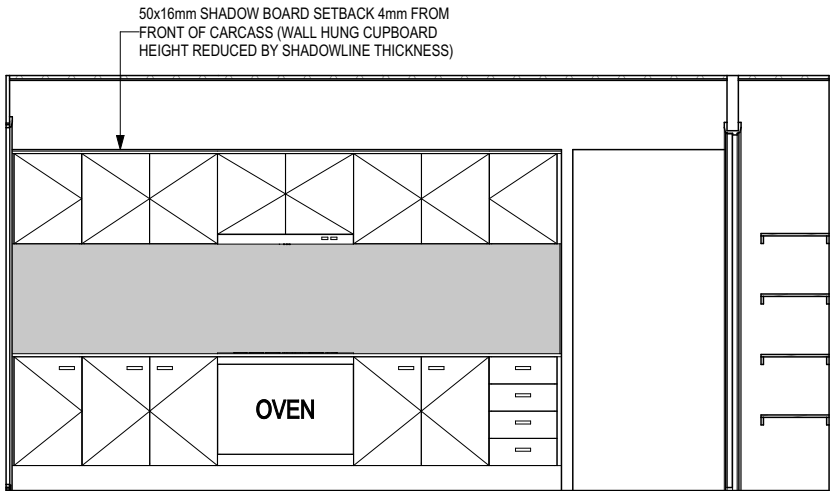 50x16mm SHADOW BOARD SETBACK 4mm FROM
FRONT OF CARCASS (WALL HUNG CUPBOARD
HEIGHT REDUCED BY SHADOWLINE THICKNESS)
OVEN